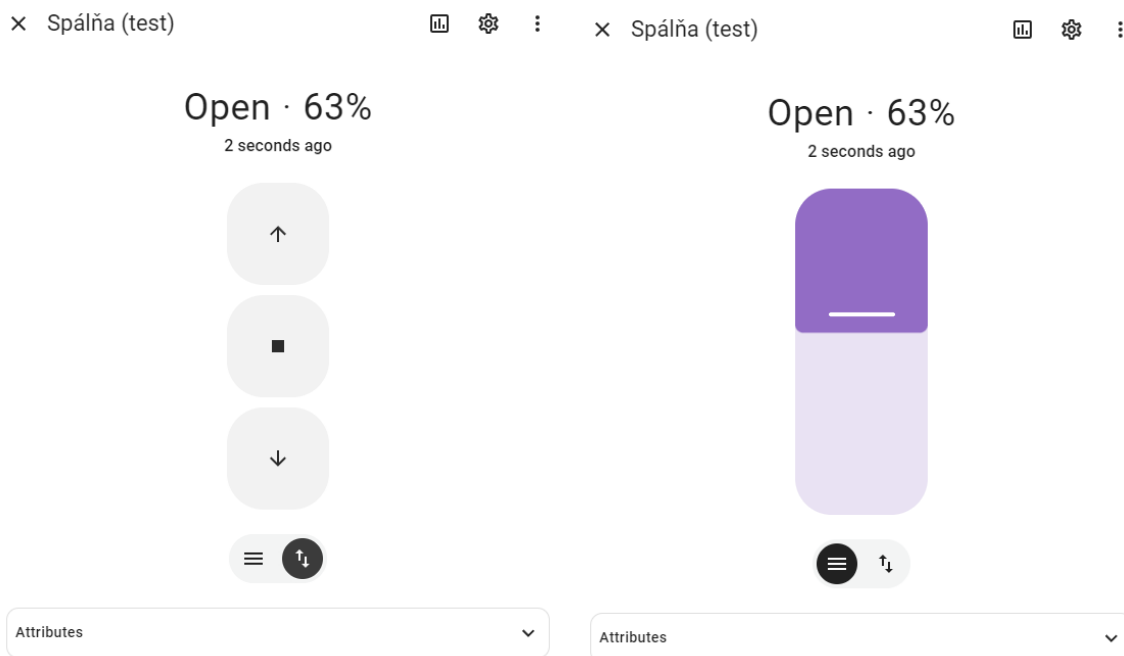 Spálňa (test)
Open · 63%
2 seconds ago
Attributes
Spálňa (test)
Open · 63%
2 seconds ago
Attributes